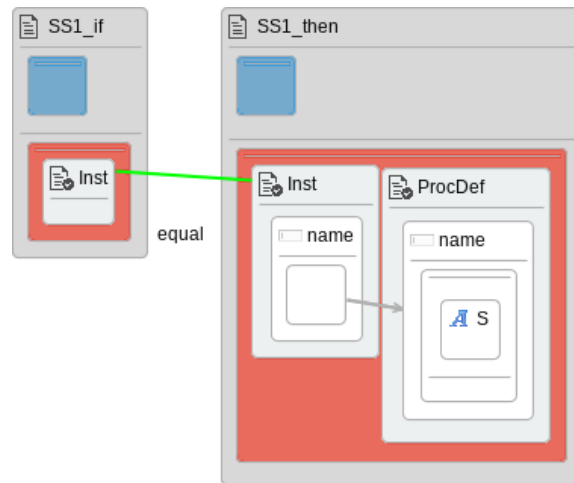 SS1_if
SS1_then
Inst
Inst
ProcDef
equal
name
name
A S